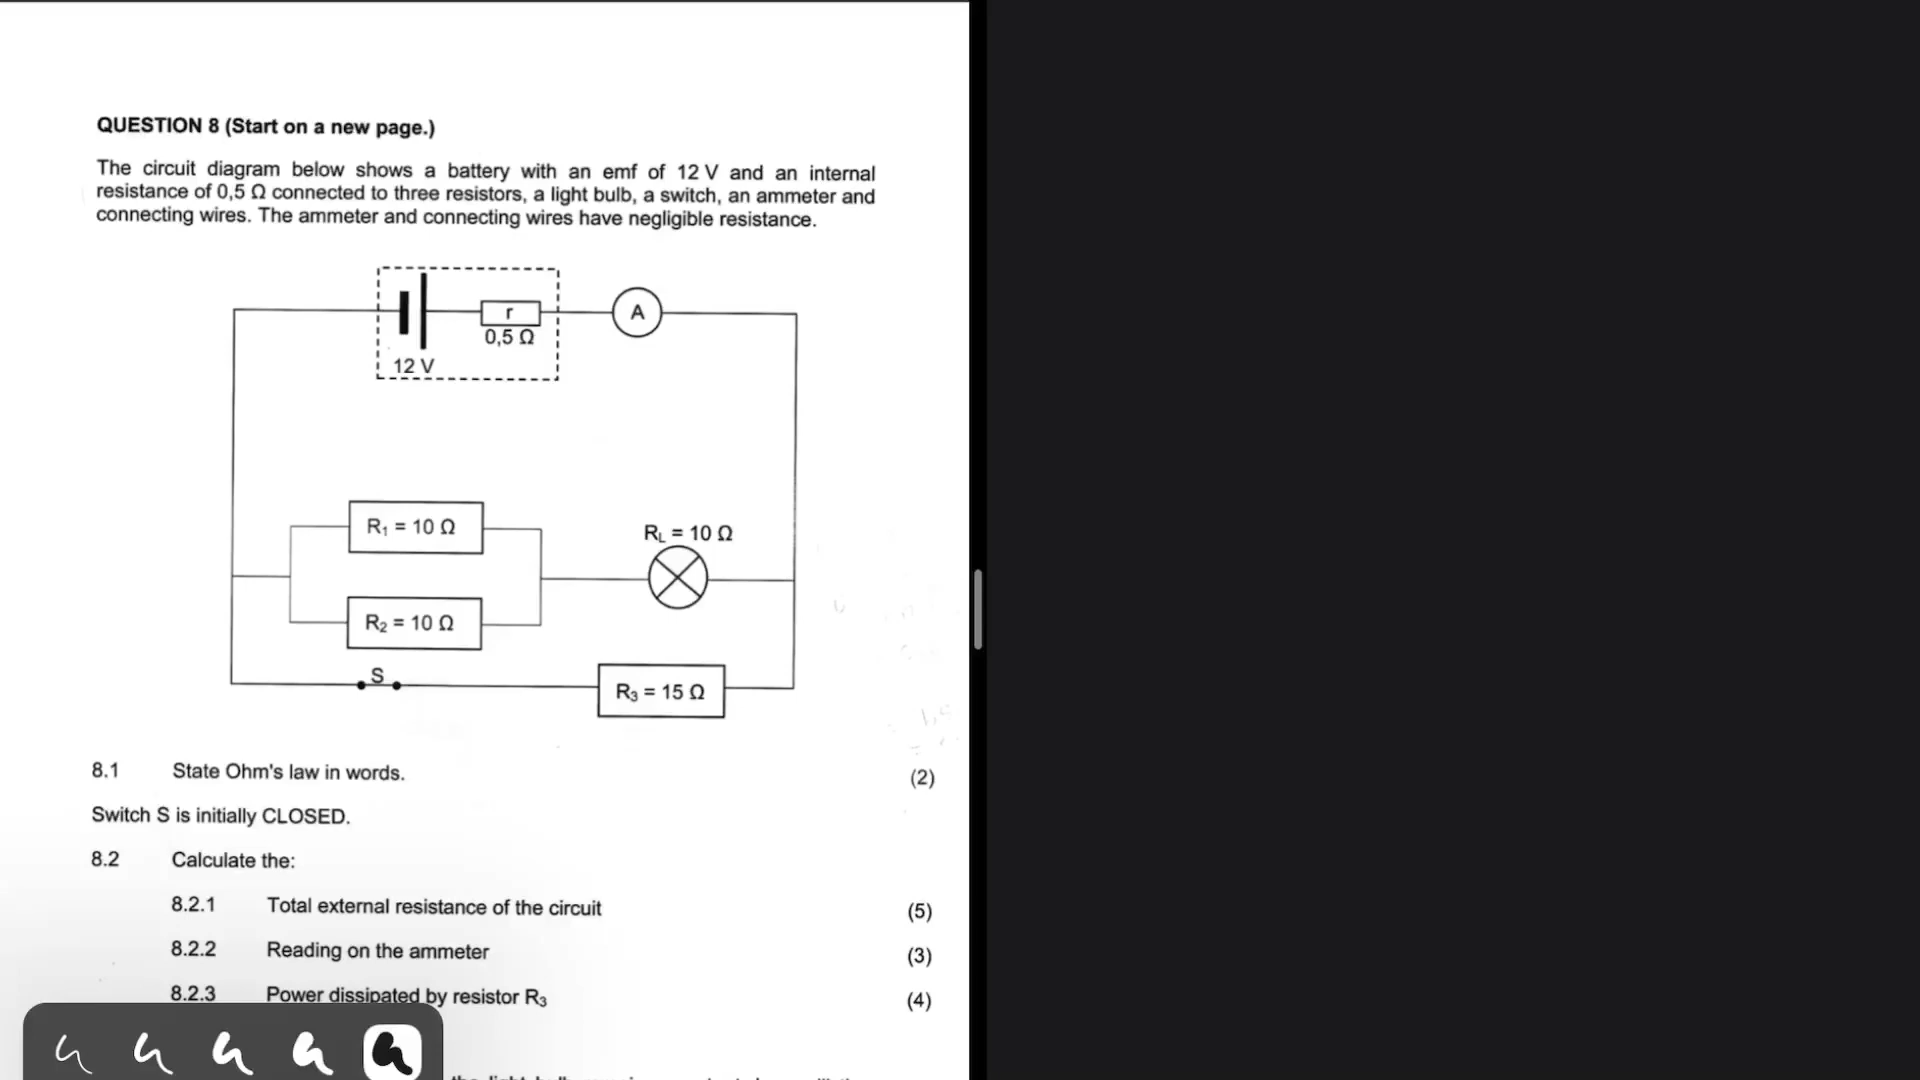 QUESTION 8 (Start on a new page.)
The circuit diagram below shows a battery with an emf of 12 V and an internal
resistance of 0,5 Ω connected to three resistors, a light bulb, a switch, an ammeter and
connecting wires. The ammeter and connecting wires have negligible resistance.
r
A
0,5 Ω
12 V
R₁ = 10 Ω
R_L = 10 Ω
R₂ = 10 Ω
S
R₃ = 15 Ω
8.1 State Ohm's law in words. (2)
Switch S is initially CLOSED.
8.2 Calculate the:
8.2.1 Total external resistance of the circuit (5)
8.2.2 Reading on the ammeter (3)
8.2.3 Power dissipated by resistor R₃ (4)